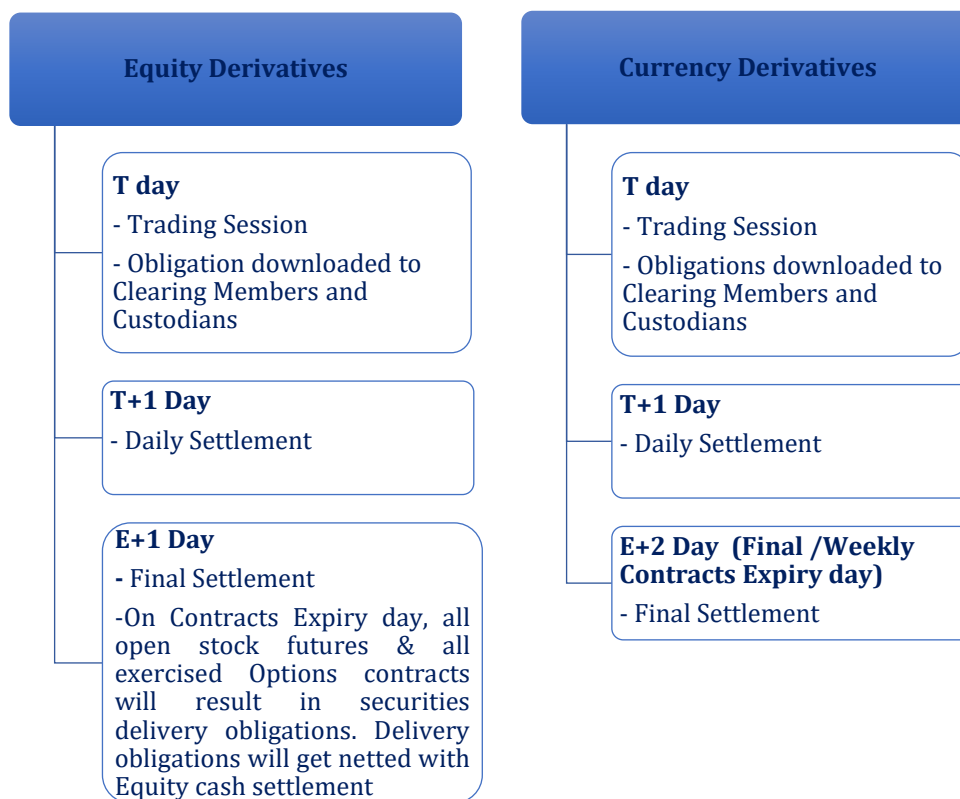 Equity Derivatives
T day
- Trading Session
- Obligation downloaded to
Clearing Members and
Custodians
T+1 Day
- Daily Settlement
E+1 Day
- Final Settlement
-On Contracts Expiry day, all
open stock futures & all
exercised Options contracts
will result in securities
delivery obligations. Delivery
obligations will get netted with
Equity cash settlement
Currency Derivatives
T day
- Trading Session
- Obligations downloaded to
Clearing Members and
Custodians
T+1 Day
- Daily Settlement
E+2 Day (Final /Weekly
Contracts Expiry day)
- Final Settlement